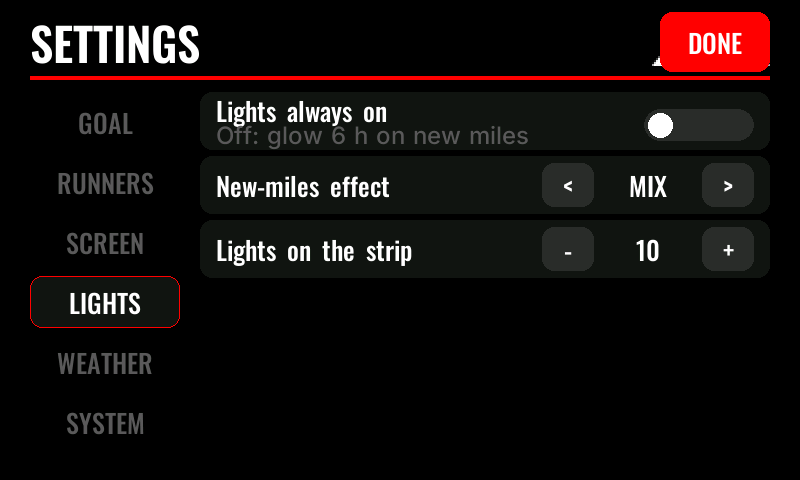 SETTINGS
DONE
GOAL
RUNNERS
SCREEN
LIGHTS
WEATHER
SYSTEM
Lights always on
Off: glow 6 h on new miles
New-miles effect
< MIX >
Lights on the strip
- 10 +